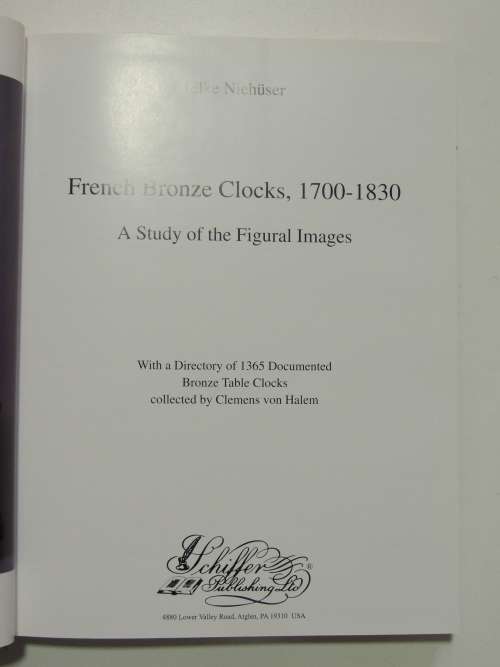 Elke Niehüser
French Bronze Clocks, 1700-1830
A Study of the Figural Images
With a Directory of 1365 Documented
Bronze Table Clocks
collected by Clemens von Halem
Schiffer ®
Publishing Ltd
4880 Lower Valley Road, Atglen, PA 19310 USA